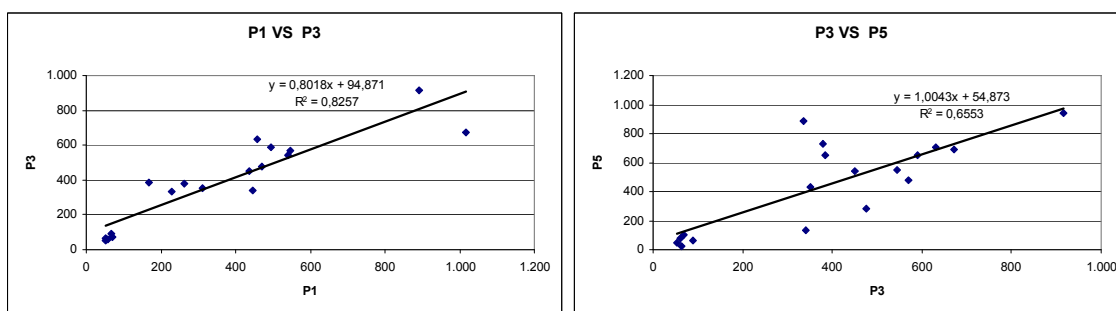 P1 VS P3
1.000
y = 0,8018x + 94,871
R² = 0,8257
800
600
P3
400
200
0
0 200 400 600 800 1.000 1.200
P1
P3 VS P5
1.200
y = 1,0043x + 54,873
R² = 0,6553
1.000
800
P5
600
400
200
0
0 200 400 600 800 1.000
P3